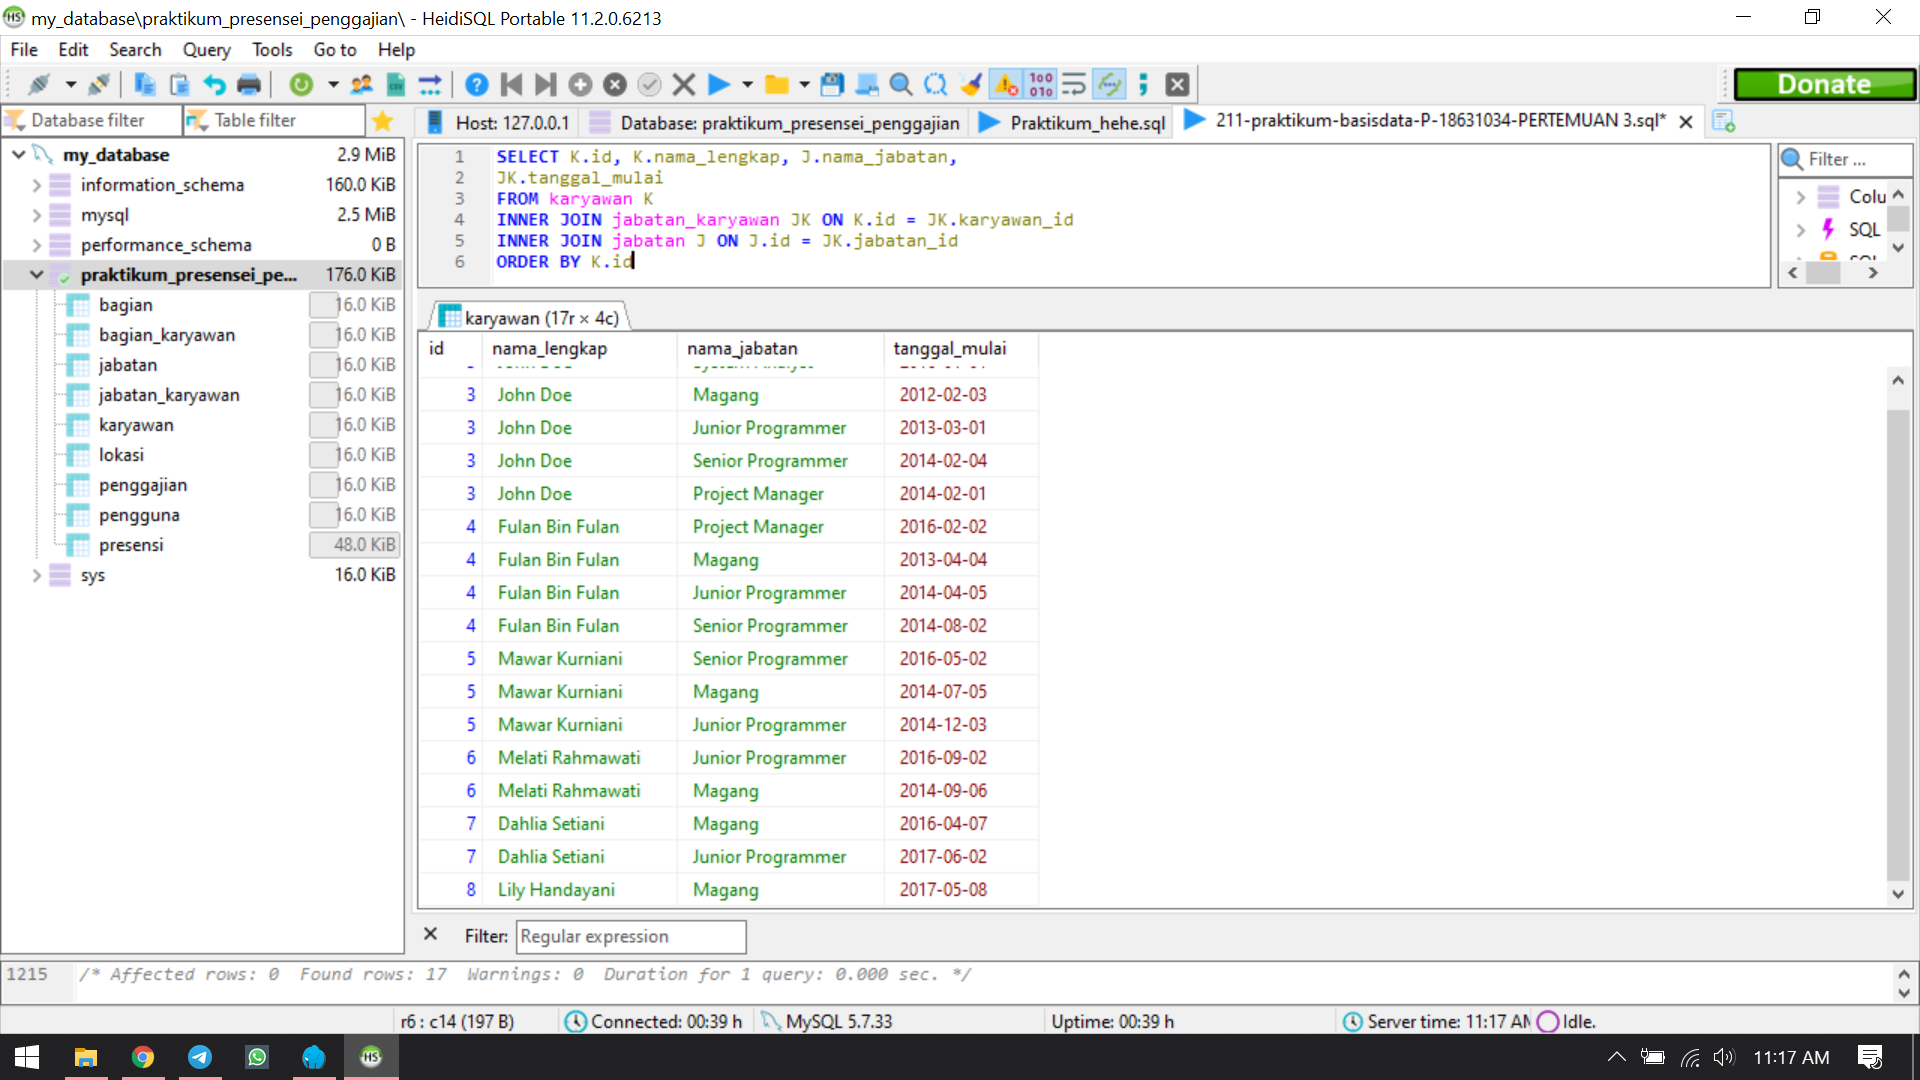 my_database\praktikum_presensei_penggajian\ - HeidiSQL Portable 11.2.0.6213
File Edit Search Query Tools Go to Help
Donate
Database filter Table filter
Host: 127.0.0.1 Database: praktikum_presensei_penggajian Praktikum_hehe.sql 211-praktikum-basisdata-P-18631034-PERTEMUAN 3.sql*
my_database 2.9 MiB
information_schema 160.0 KiB
mysql 2.5 MiB
performance_schema 0 B
praktikum_presensei_pe... 176.0 KiB
bagian 16.0 KiB
bagian_karyawan 16.0 KiB
jabatan 16.0 KiB
jabatan_karyawan 16.0 KiB
karyawan 16.0 KiB
lokasi 16.0 KiB
penggajian 16.0 KiB
pengguna 16.0 KiB
presensi 48.0 KiB
sys 16.0 KiB
1 SELECT K.id, K.nama_lengkap, J.nama_jabatan,
2 JK.tanggal_mulai
3 FROM karyawan K
4 INNER JOIN jabatan_karyawan JK ON K.id = JK.karyawan_id
5 INNER JOIN jabatan J ON J.id = JK.jabatan_id
6 ORDER BY K.id
Filter ...
Colu
SQL
karyawan (17r × 4c)
id nama_lengkap nama_jabatan tanggal_mulai
3 John Doe Magang 2012-02-03
3 John Doe Junior Programmer 2013-03-01
3 John Doe Senior Programmer 2014-02-04
3 John Doe Project Manager 2014-02-01
4 Fulan Bin Fulan Project Manager 2016-02-02
4 Fulan Bin Fulan Magang 2013-04-04
4 Fulan Bin Fulan Junior Programmer 2014-04-05
4 Fulan Bin Fulan Senior Programmer 2014-08-02
5 Mawar Kurniani Senior Programmer 2016-05-02
5 Mawar Kurniani Magang 2014-07-05
5 Mawar Kurniani Junior Programmer 2014-12-03
6 Melati Rahmawati Junior Programmer 2016-09-02
6 Melati Rahmawati Magang 2014-09-06
7 Dahlia Setiani Magang 2016-04-07
7 Dahlia Setiani Junior Programmer 2017-06-02
8 Lily Handayani Magang 2017-05-08
Filter: Regular expression
1215 /* Affected rows: 0 Found rows: 17 Warnings: 0 Duration for 1 query: 0.000 sec. */
r6 : c14 (197 B) Connected: 00:39 h MySQL 5.7.33 Uptime: 00:39 h Server time: 11:17 AM Idle.
11:17 AM